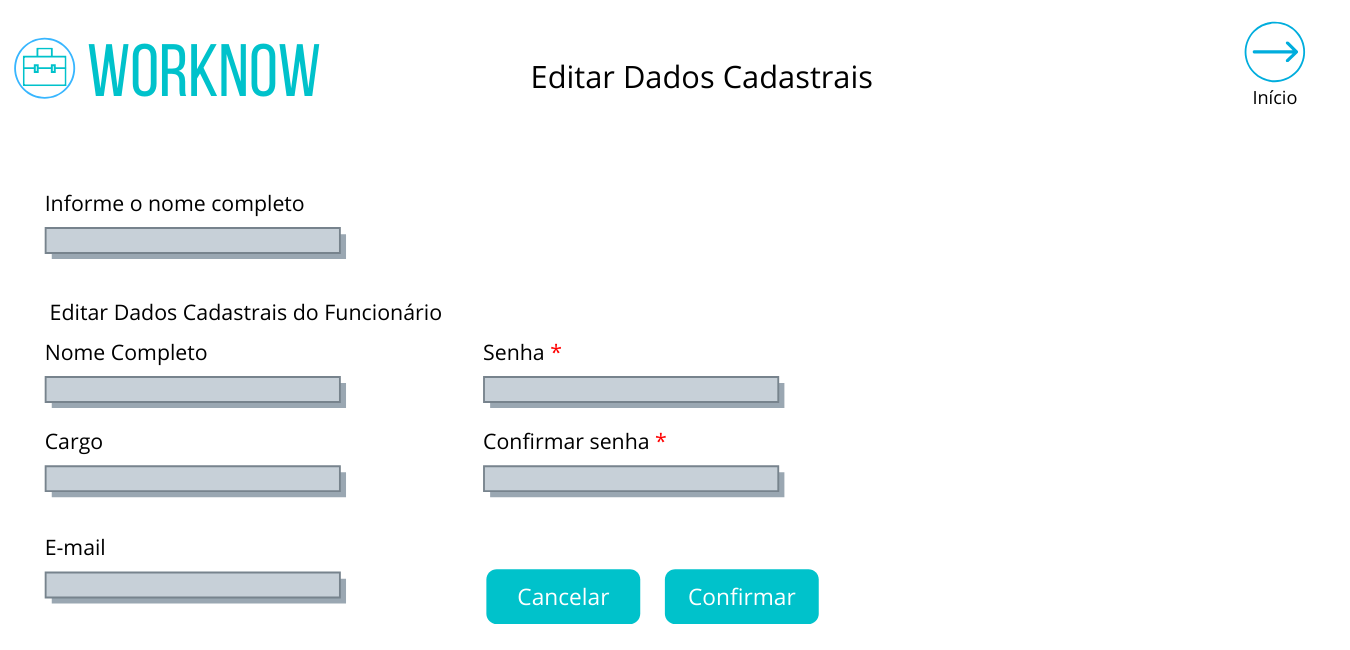 WORKNOW
Editar Dados Cadastrais
Início
Informe o nome completo
Editar Dados Cadastrais do Funcionário
Nome Completo
Senha *
Cargo
Confirmar senha *
E-mail
Cancelar
Confirmar